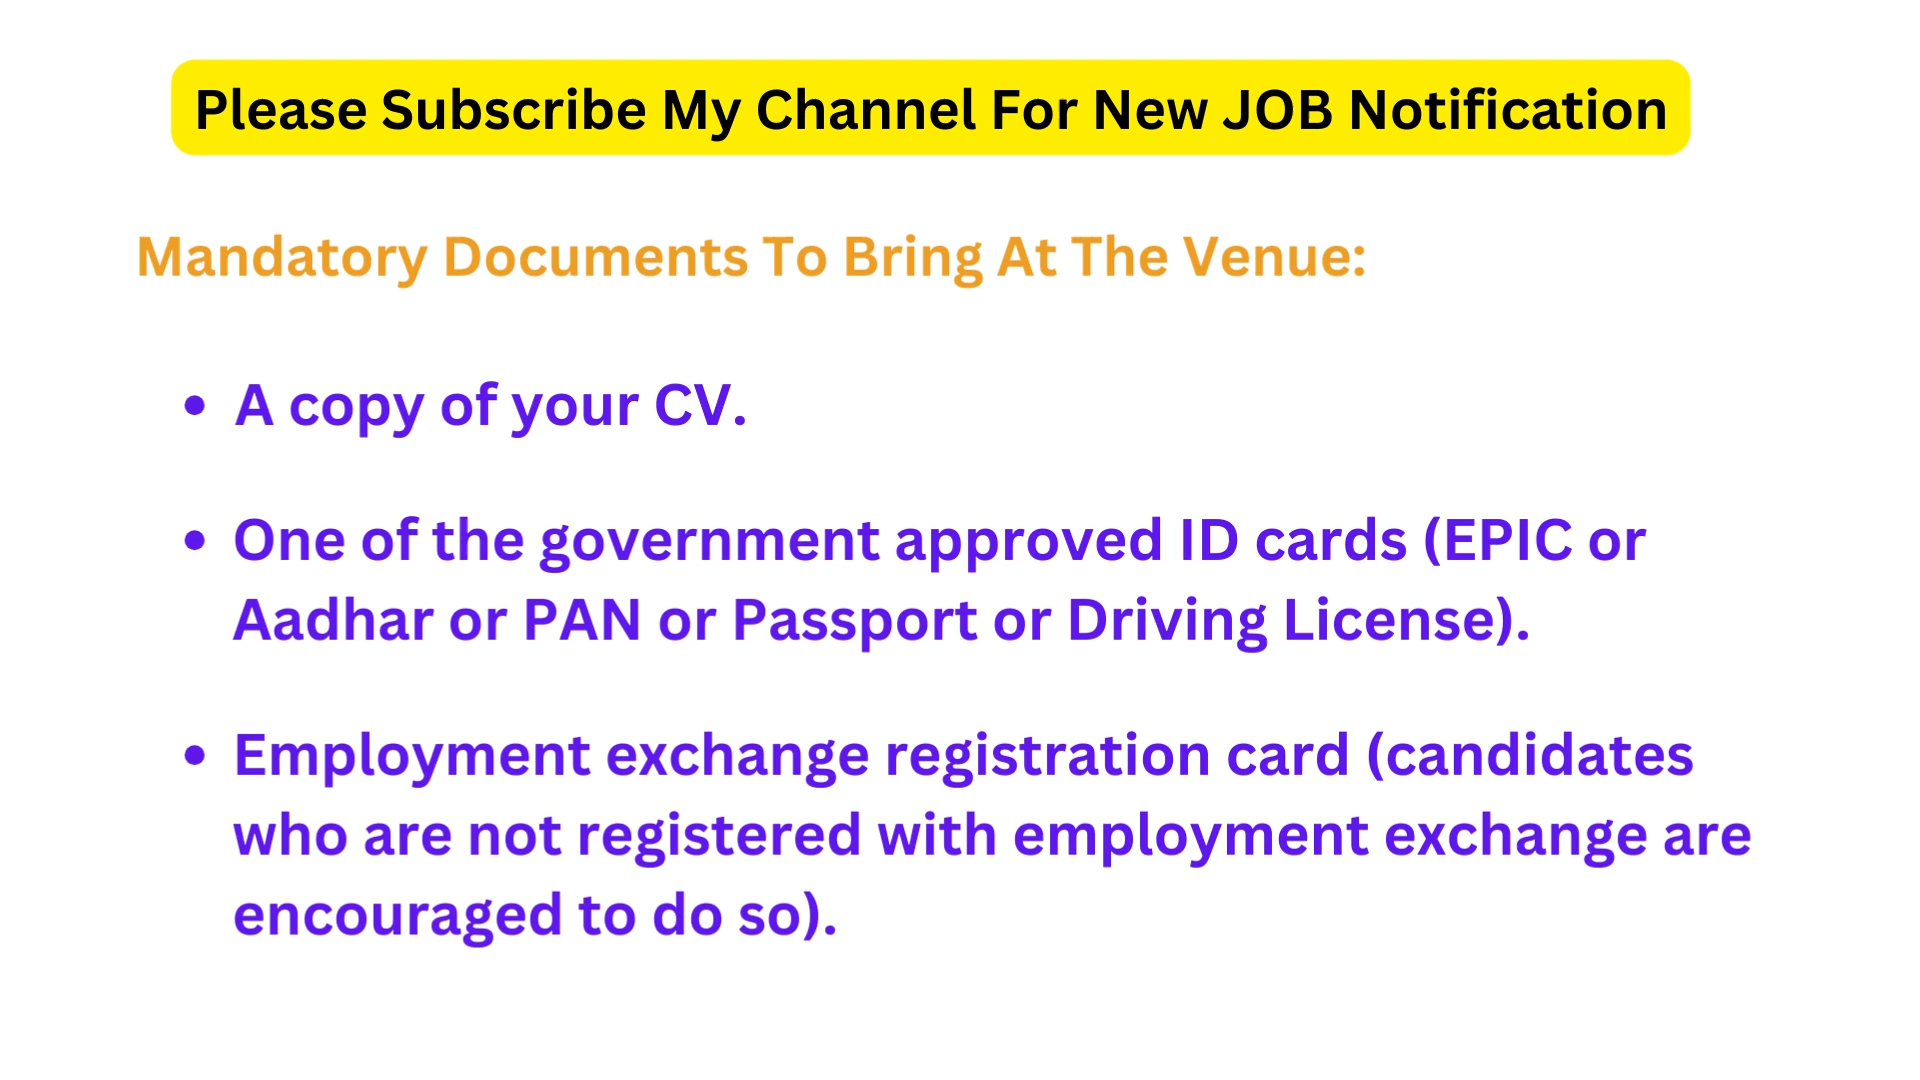 Please Subscribe My Channel For New JOB Notification
Mandatory Documents To Bring At The Venue:
• A copy of your CV.
• One of the government approved ID cards (EPIC or
Aadhar or PAN or Passport or Driving License).
• Employment exchange registration card (candidates
who are not registered with employment exchange are
encouraged to do so).